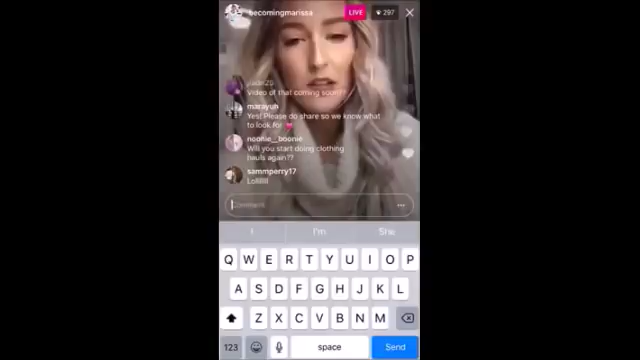 becomingmarissa LIVE 297
Video of that coming soon??
marayuh
Yes! Please do share so we know what
to look for
noonie__boonie
Will you start doing clothing
hauls again??
sammperry17
Lolllllll
Comment
I I'm She
Q W E R T Y U I O P
A S D F G H J K L
Z X C V B N M
123 space Send